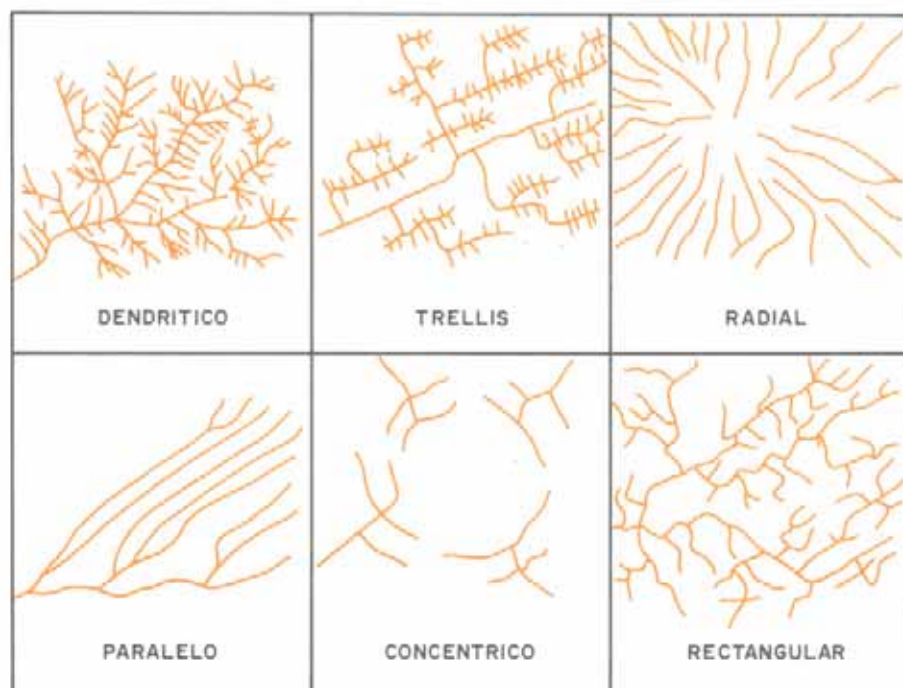 DENDRITICO
TRELLIS
RADIAL
PARALELO
CONCENTRICO
RECTANGULAR